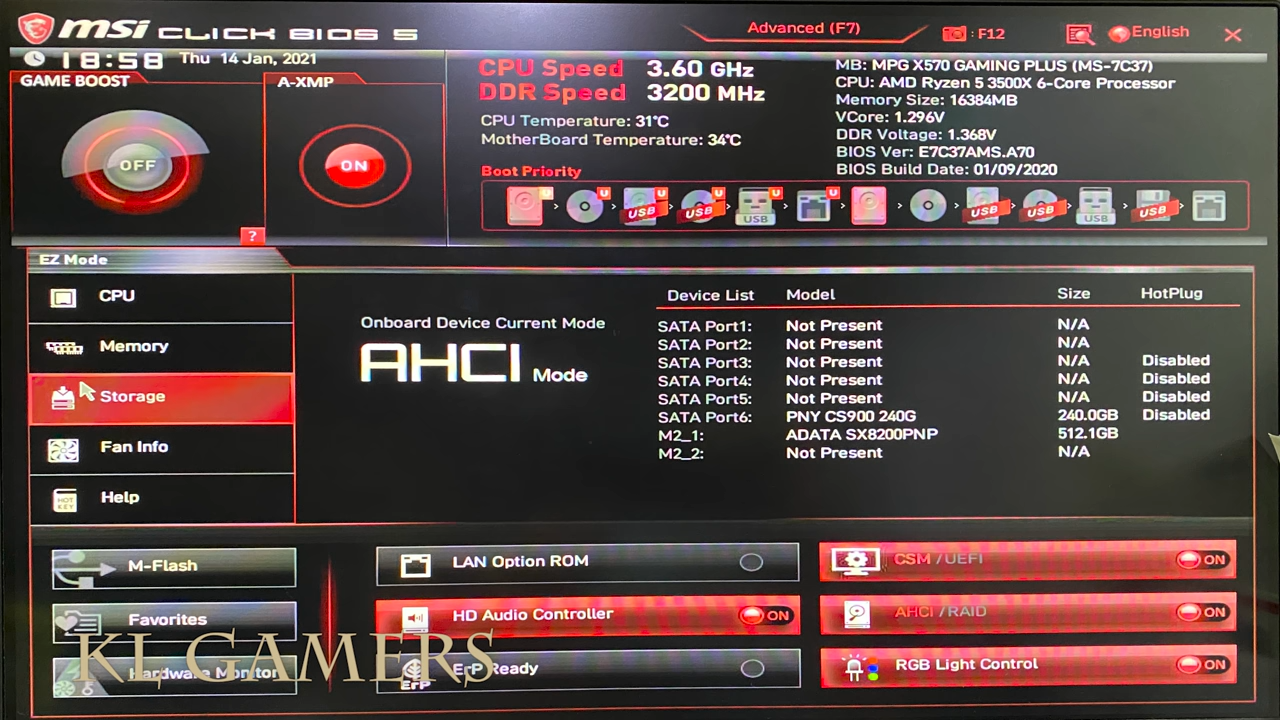 msi CLICK BIOS 5
Advanced (F7)
: F12
English
X
18:58 Thu 14 Jan, 2021
GAME BOOST
A-XMP
OFF
ON
?
CPU Speed 3.60 GHz
DDR Speed 3200 MHz
CPU Temperature: 31°C
MotherBoard Temperature: 34°C
MB: MPG X570 GAMING PLUS (MS-7C37)
CPU: AMD Ryzen 5 3500X 6-Core Processor
Memory Size: 16384MB
VCore: 1.296V
DDR Voltage: 1.368V
BIOS Ver: E7C37AMS.A70
BIOS Build Date: 01/09/2020
Boot Priority
U U U U U U
USB USB USB USB USB USB USB
EZ Mode
CPU
Memory
Storage
Fan Info
HOT KEY Help
Onboard Device Current Mode
AHCI Mode
Device List Model Size HotPlug
SATA Port1: Not Present N/A
SATA Port2: Not Present N/A
SATA Port3: Not Present N/A Disabled
SATA Port4: Not Present N/A Disabled
SATA Port5: Not Present N/A Disabled
SATA Port6: PNY CS900 240G 240.0GB Disabled
M2_1: ADATA SX8200PNP 512.1GB
M2_2: Not Present N/A
M-Flash
Favorites
Hardware Monitor
LAN Option ROM
HD Audio Controller ON
ErP ErP Ready
CSM /UEFI ON
AHCI /RAID ON
RGB Light Control ON
KL GAMERS